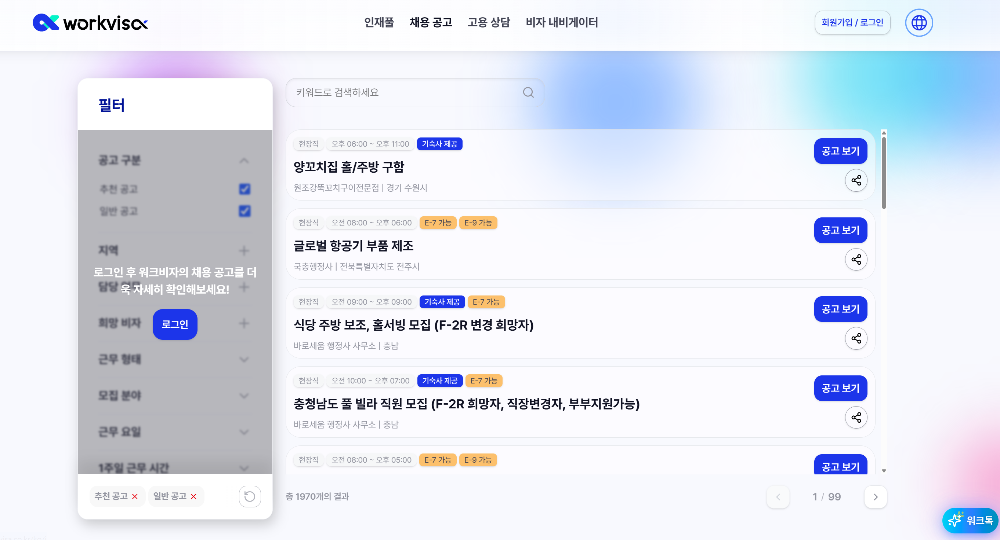 workvisa
인재풀 채용 공고 고용 상담 비자 내비게이터
회원가입 / 로그인
필터
공고 구분
추천 공고
일반 공고
지역
로그인 후 워크비자의 채용 공고를 더
욱 자세히 확인해보세요!
담당
희망 비자
로그인
근무 형태
모집 분야
근무 요일
1주일 근무 시간
추천 공고
일반 공고
키워드로 검색하세요
현장직 오후 06:00 ~ 오후 11:00 기숙사 제공
양꼬치집 홀/주방 구함
원조강뚝꼬치구이전문점 | 경기 수원시
공고 보기
현장직 오전 08:00 ~ 오후 06:00 E-7 가능 E-9 가능
글로벌 항공기 부품 제조
국총행정사 | 전북특별자치도 전주시
공고 보기
현장직 오전 09:00 ~ 오후 09:00 기숙사 제공 E-7 가능
식당 주방 보조, 홀서빙 모집 (F-2R 변경 희망자)
바로세움 행정사 사무소 | 충남
공고 보기
현장직 오전 10:00 ~ 오후 07:00 기숙사 제공 E-7 가능
충청남도 풀 빌라 직원 모집 (F-2R 희망자, 직장변경자, 부부지원가능)
바로세움 행정사 사무소 | 충남
공고 보기
현장직 오전 08:00 ~ 오후 05:00 E-7 가능 E-9 가능
공고 보기
총 1970개의 결과
1 / 99
워크톡